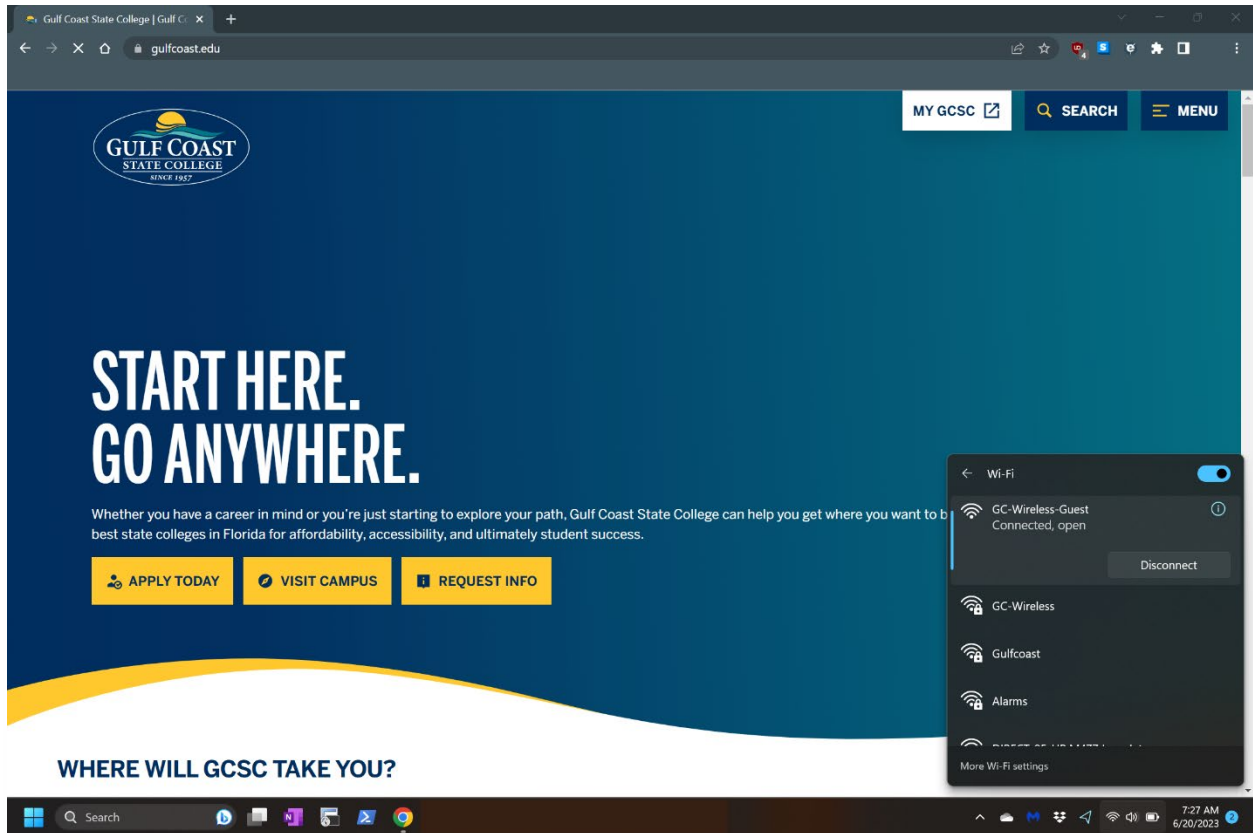 Gulf Coast State College | Gulf Co
gulfcoast.edu
4
S
MY GCSC
SEARCH
MENU
GULF COAST
STATE COLLEGE
SINCE 1957
START HERE.
GO ANYWHERE.
Whether you have a career in mind or you're just starting to explore your path, Gulf Coast State College can help you get where you want to b
best state colleges in Florida for affordability, accessibility, and ultimately student success.
APPLY TODAY
VISIT CAMPUS
REQUEST INFO
WHERE WILL GCSC TAKE YOU?
Wi-Fi
GC-Wireless-Guest
Connected, open
Disconnect
GC-Wireless
Gulfcoast
Alarms
More Wi-Fi settings
Search
7:27 AM
6/20/2023
2